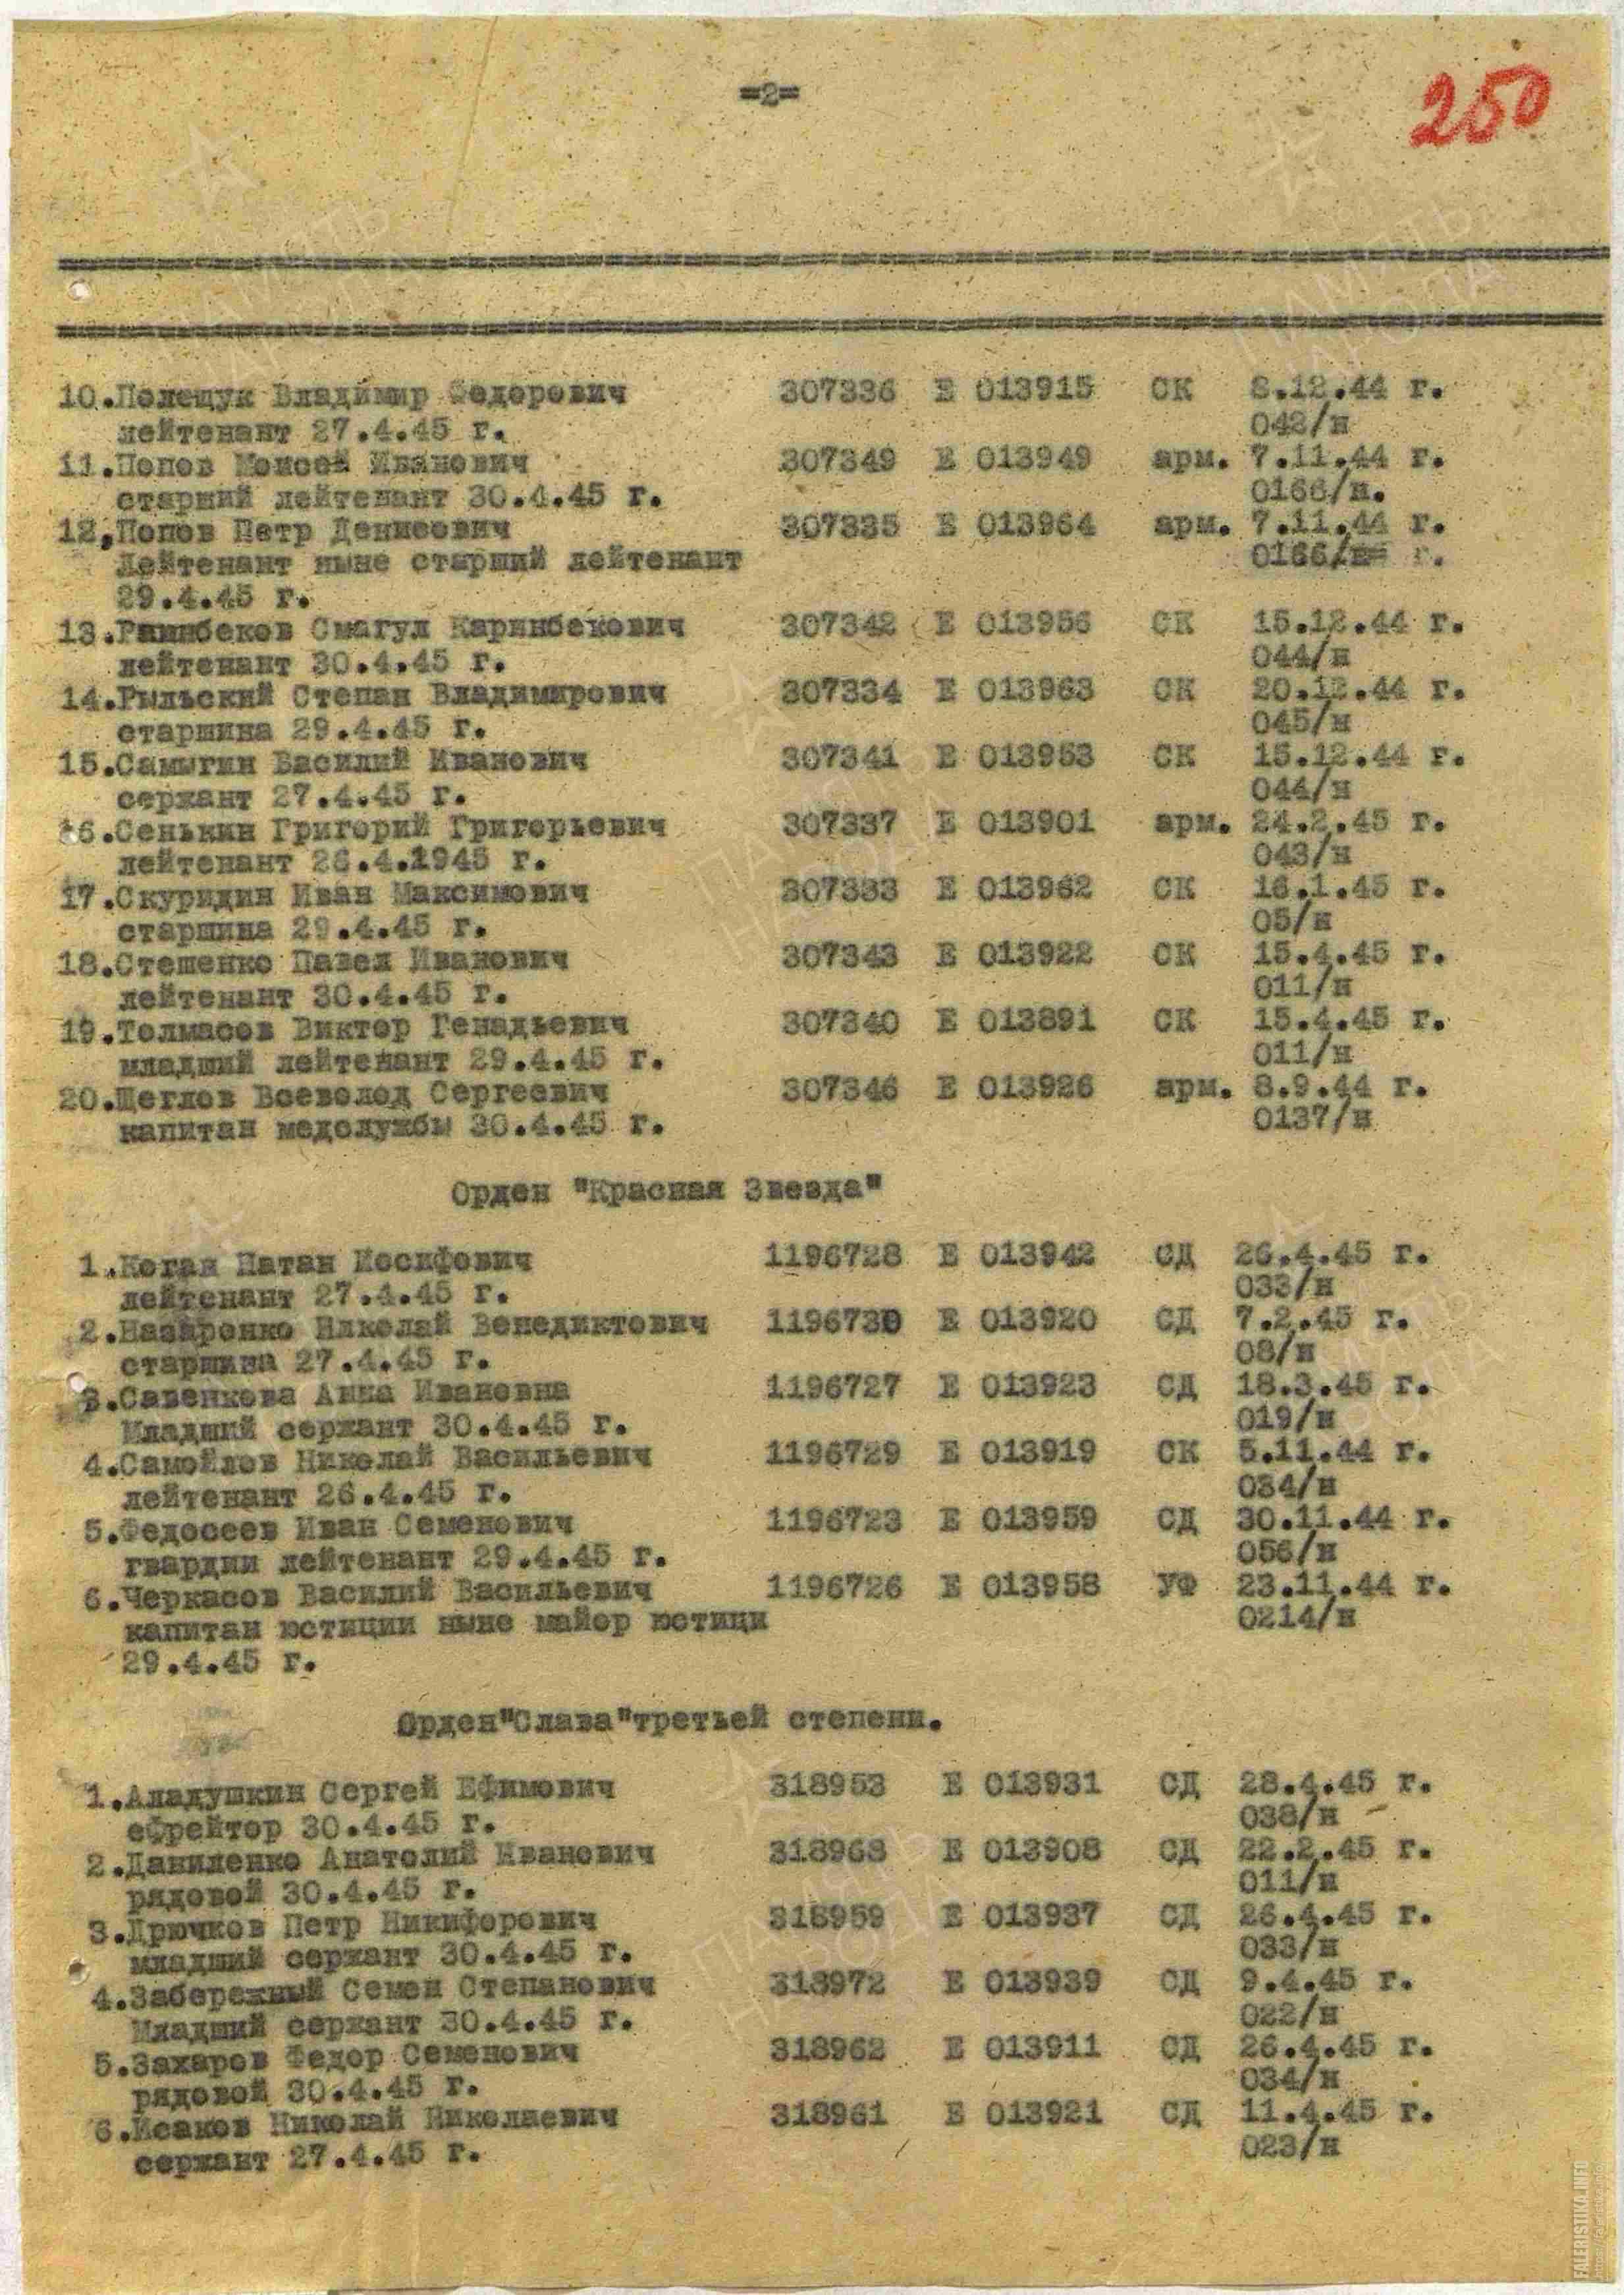 =2=
250
10.Полещук Владимир Федорович 307336 Е 013915 СК 8.12.44 г.
лейтенант 27.4.45 г. 042/н
11.Попов Моисей Иванович 307349 Е 013949 арм. 7.11.44 г.
старший лейтенант 30.4.45 г. 0166/н.
12,Попов Петр Денисович 307335 Е 013964 арм. 7.11.44 г.
Лейтенант ныне старший лейтенант 0166/н г.
29.4.45 г.
13.Раимбеков Смагул Каримбекович 307342 Е 013956 СК 15.12.44 г.
лейтенант 30.4.45 г. 044/н
14.Рыльский Степан Владимирович 307334 Е 013963 СК 20.12.44 г.
старшина 29.4.45 г. 045/н
15.Самыгин Василий Иванович 307341 Е 013953 СК 15.12.44 г.
сержант 27.4.45 г. 044/н
16.Сенькин Григорий Григорьевич 307337 Е 013901 арм. 24.2.45 г.
лейтенант 26.4.1945 г. 043/н
17.Скуридин Иван Максимович 307333 Е 013962 СК 16.1.45 г.
старшина 29.4.45 г. 05/н
18.Стешенко Павел Иванович 307343 Е 013922 СК 15.4.45 г.
лейтенант 30.4.45 г. 011/н
19.Толмасов Виктор Генадьевич 307340 Е 013891 СК 15.4.45 г.
младший лейтенант 29.4.45 г. 011/н
20.Щеглов Всеволод Сергеевич 307346 Е 013926 арм. 8.9.44 г.
капитан медслужбы 30.4.45 г. 0137/н
Орден "Красная Звезда"
1.Коган Натан Иосифович 1196728 Е 013942 СД 26.4.45 г.
лейтенант 27.4.45 г. 033/н
2.Назаренко Николай Венедиктович 1196730 Е 013920 СД 7.2.45 г.
старшина 27.4.45 г. 08/н
3.Савенкова Анна Ивановна 1196727 Е 013923 СД 18.3.45 г.
Младший сержант 30.4.45 г. 019/н
4.Самойлов Николай Васильевич 1196729 Е 013919 СК 5.11.44 г.
лейтенант 26.4.45 г. 034/н
5.Федосеев Иван Семенович 1196723 Е 013959 СД 30.11.44 г.
гвардии лейтенант 29.4.45 г. 056/н
6.Черкасов Василий Васильевич 1196726 Е 013958 УФ 23.11.44 г.
капитан юстиции ныне майор юстици 0214/н
29.4.45 г.
Орден"Слава"третьей степени.
1.Аладушкин Сергей Ефимович 318953 Е 013931 СД 28.4.45 г.
ефрейтор 30.4.45 г. 038/н
2.Даниленко Анатолий Иванович 318968 Е 013908 СД 22.2.45 г.
рядовой 30.4.45 г. 011/н
3.Дрючков Петр Никифорович 318959 Е 013937 СД 26.4.45 г.
младший сержант 30.4.45 г. 033/н
4.Забережный Семен Степанович 318972 Е 013939 СД 9.4.45 г.
Младший сержант 30.4.45 г. 022/н
5.Захаров Федор Семенович 318962 Е 013911 СД 26.4.45 г.
рядовой 30.4.45 г. 034/н
6.Исаков Николай Николаевич 318961 Е 013921 СД 11.4.45 г.
сержант 27.4.45 г. 023/н
ПАМЯТЬ НАРОДА
FALERISTIKA.INFO